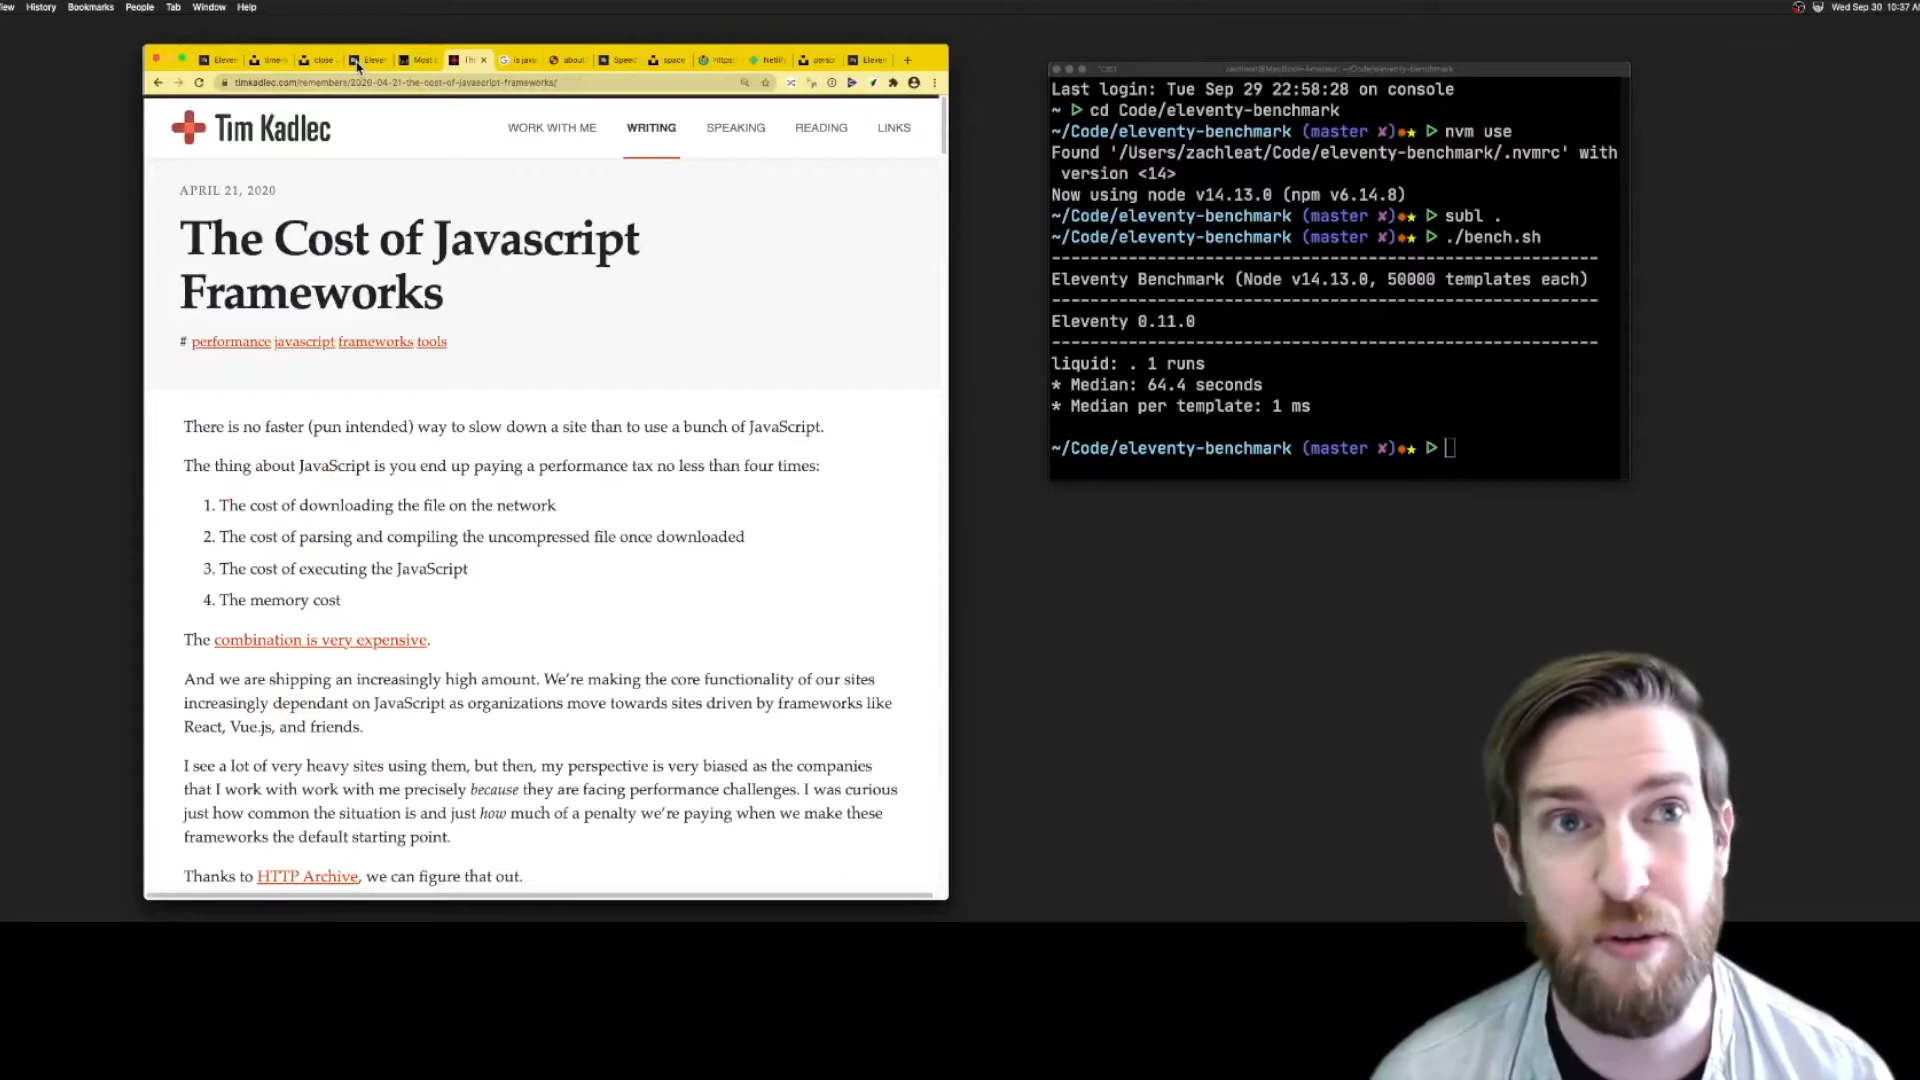 History Bookmarks People Tab Window Help
Wed Sep 30 10:37
timkadlec.com/remembers/2020-04-21-the-cost-of-javascript-frameworks/
Tim Kadlec
WORK WITH ME WRITING SPEAKING READING LINKS
APRIL 21, 2020
The Cost of Javascript
Frameworks
# performance javascript frameworks tools
There is no faster (pun intended) way to slow down a site than to use a bunch of JavaScript.
The thing about JavaScript is you end up paying a performance tax no less than four times:
1. The cost of downloading the file on the network
2. The cost of parsing and compiling the uncompressed file once downloaded
3. The cost of executing the JavaScript
4. The memory cost
The combination is very expensive.
And we are shipping an increasingly high amount. We're making the core functionality of our sites
increasingly dependant on JavaScript as organizations move towards sites driven by frameworks like
React, Vue.js, and friends.
I see a lot of very heavy sites using them, but then, my perspective is very biased as the companies
that I work with work with me precisely because they are facing performance challenges. I was curious
just how common the situation is and just how much of a penalty we're paying when we make these
frameworks the default starting point.
Thanks to HTTP Archive, we can figure that out.
Last login: Tue Sep 29 22:58:28 on console
~ ▷ cd Code/eleventy-benchmark
~/Code/eleventy-benchmark (master ✘)✹★ ▷ nvm use
Found '/Users/zachleat/Code/eleventy-benchmark/.nvmrc' with
version <14>
Now using node v14.13.0 (npm v6.14.8)
~/Code/eleventy-benchmark (master ✘)✹★ ▷ subl .
~/Code/eleventy-benchmark (master ✘)✹★ ▷ ./bench.sh
---------------------------------------------------------
Eleventy Benchmark (Node v14.13.0, 50000 templates each)
---------------------------------------------------------
Eleventy 0.11.0
---------------------------------------------------------
liquid: . 1 runs
* Median: 64.4 seconds
* Median per template: 1 ms
~/Code/eleventy-benchmark (master ✘)✹★ ▷